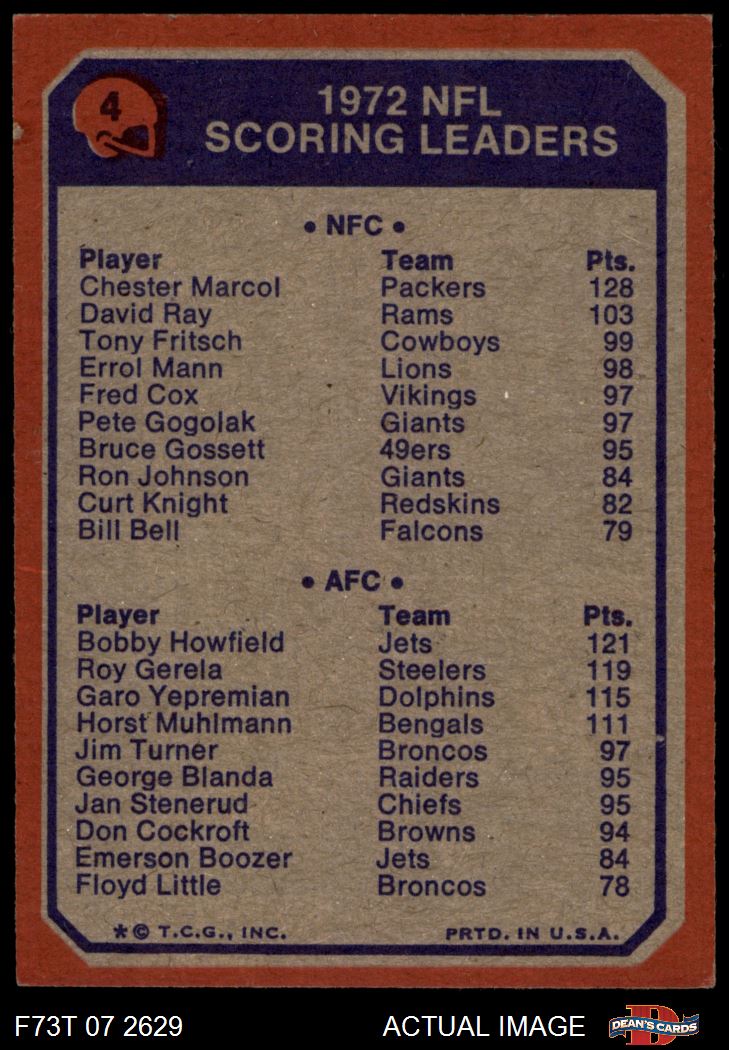 4
1972 NFL
SCORING LEADERS
• NFC •
Player Team Pts.
Chester Marcol Packers 128
David Ray Rams 103
Tony Fritsch Cowboys 99
Errol Mann Lions 98
Fred Cox Vikings 97
Pete Gogolak Giants 97
Bruce Gossett 49ers 95
Ron Johnson Giants 84
Curt Knight Redskins 82
Bill Bell Falcons 79
• AFC •
Player Team Pts.
Bobby Howfield Jets 121
Roy Gerela Steelers 119
Garo Yepremian Dolphins 115
Horst Muhlmann Bengals 111
Jim Turner Broncos 97
George Blanda Raiders 95
Jan Stenerud Chiefs 95
Don Cockroft Browns 94
Emerson Boozer Jets 84
Floyd Little Broncos 78
*© T.C.G., INC. PRTD. IN U.S.A.
F73T 07 2629 ACTUAL IMAGE D DEAN'S CARDS